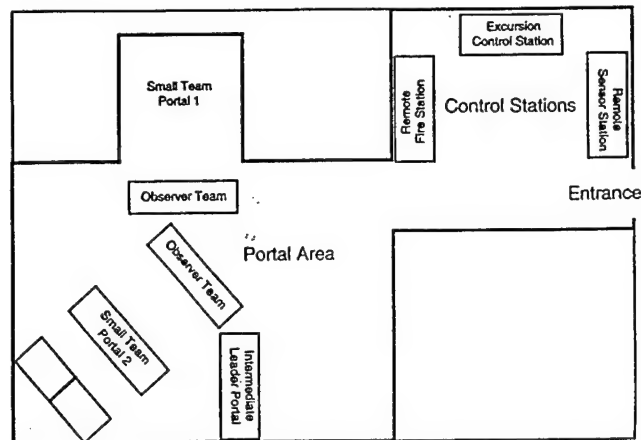 Excursion
Control Station
Small Team
Portal 1
Remote
Fire Station
Control Stations
Remote
Sensor Station
Observer Team
Entrance
Observer Team
Portal Area
Small Team
Portal 2
Intermediate
Leader Portal